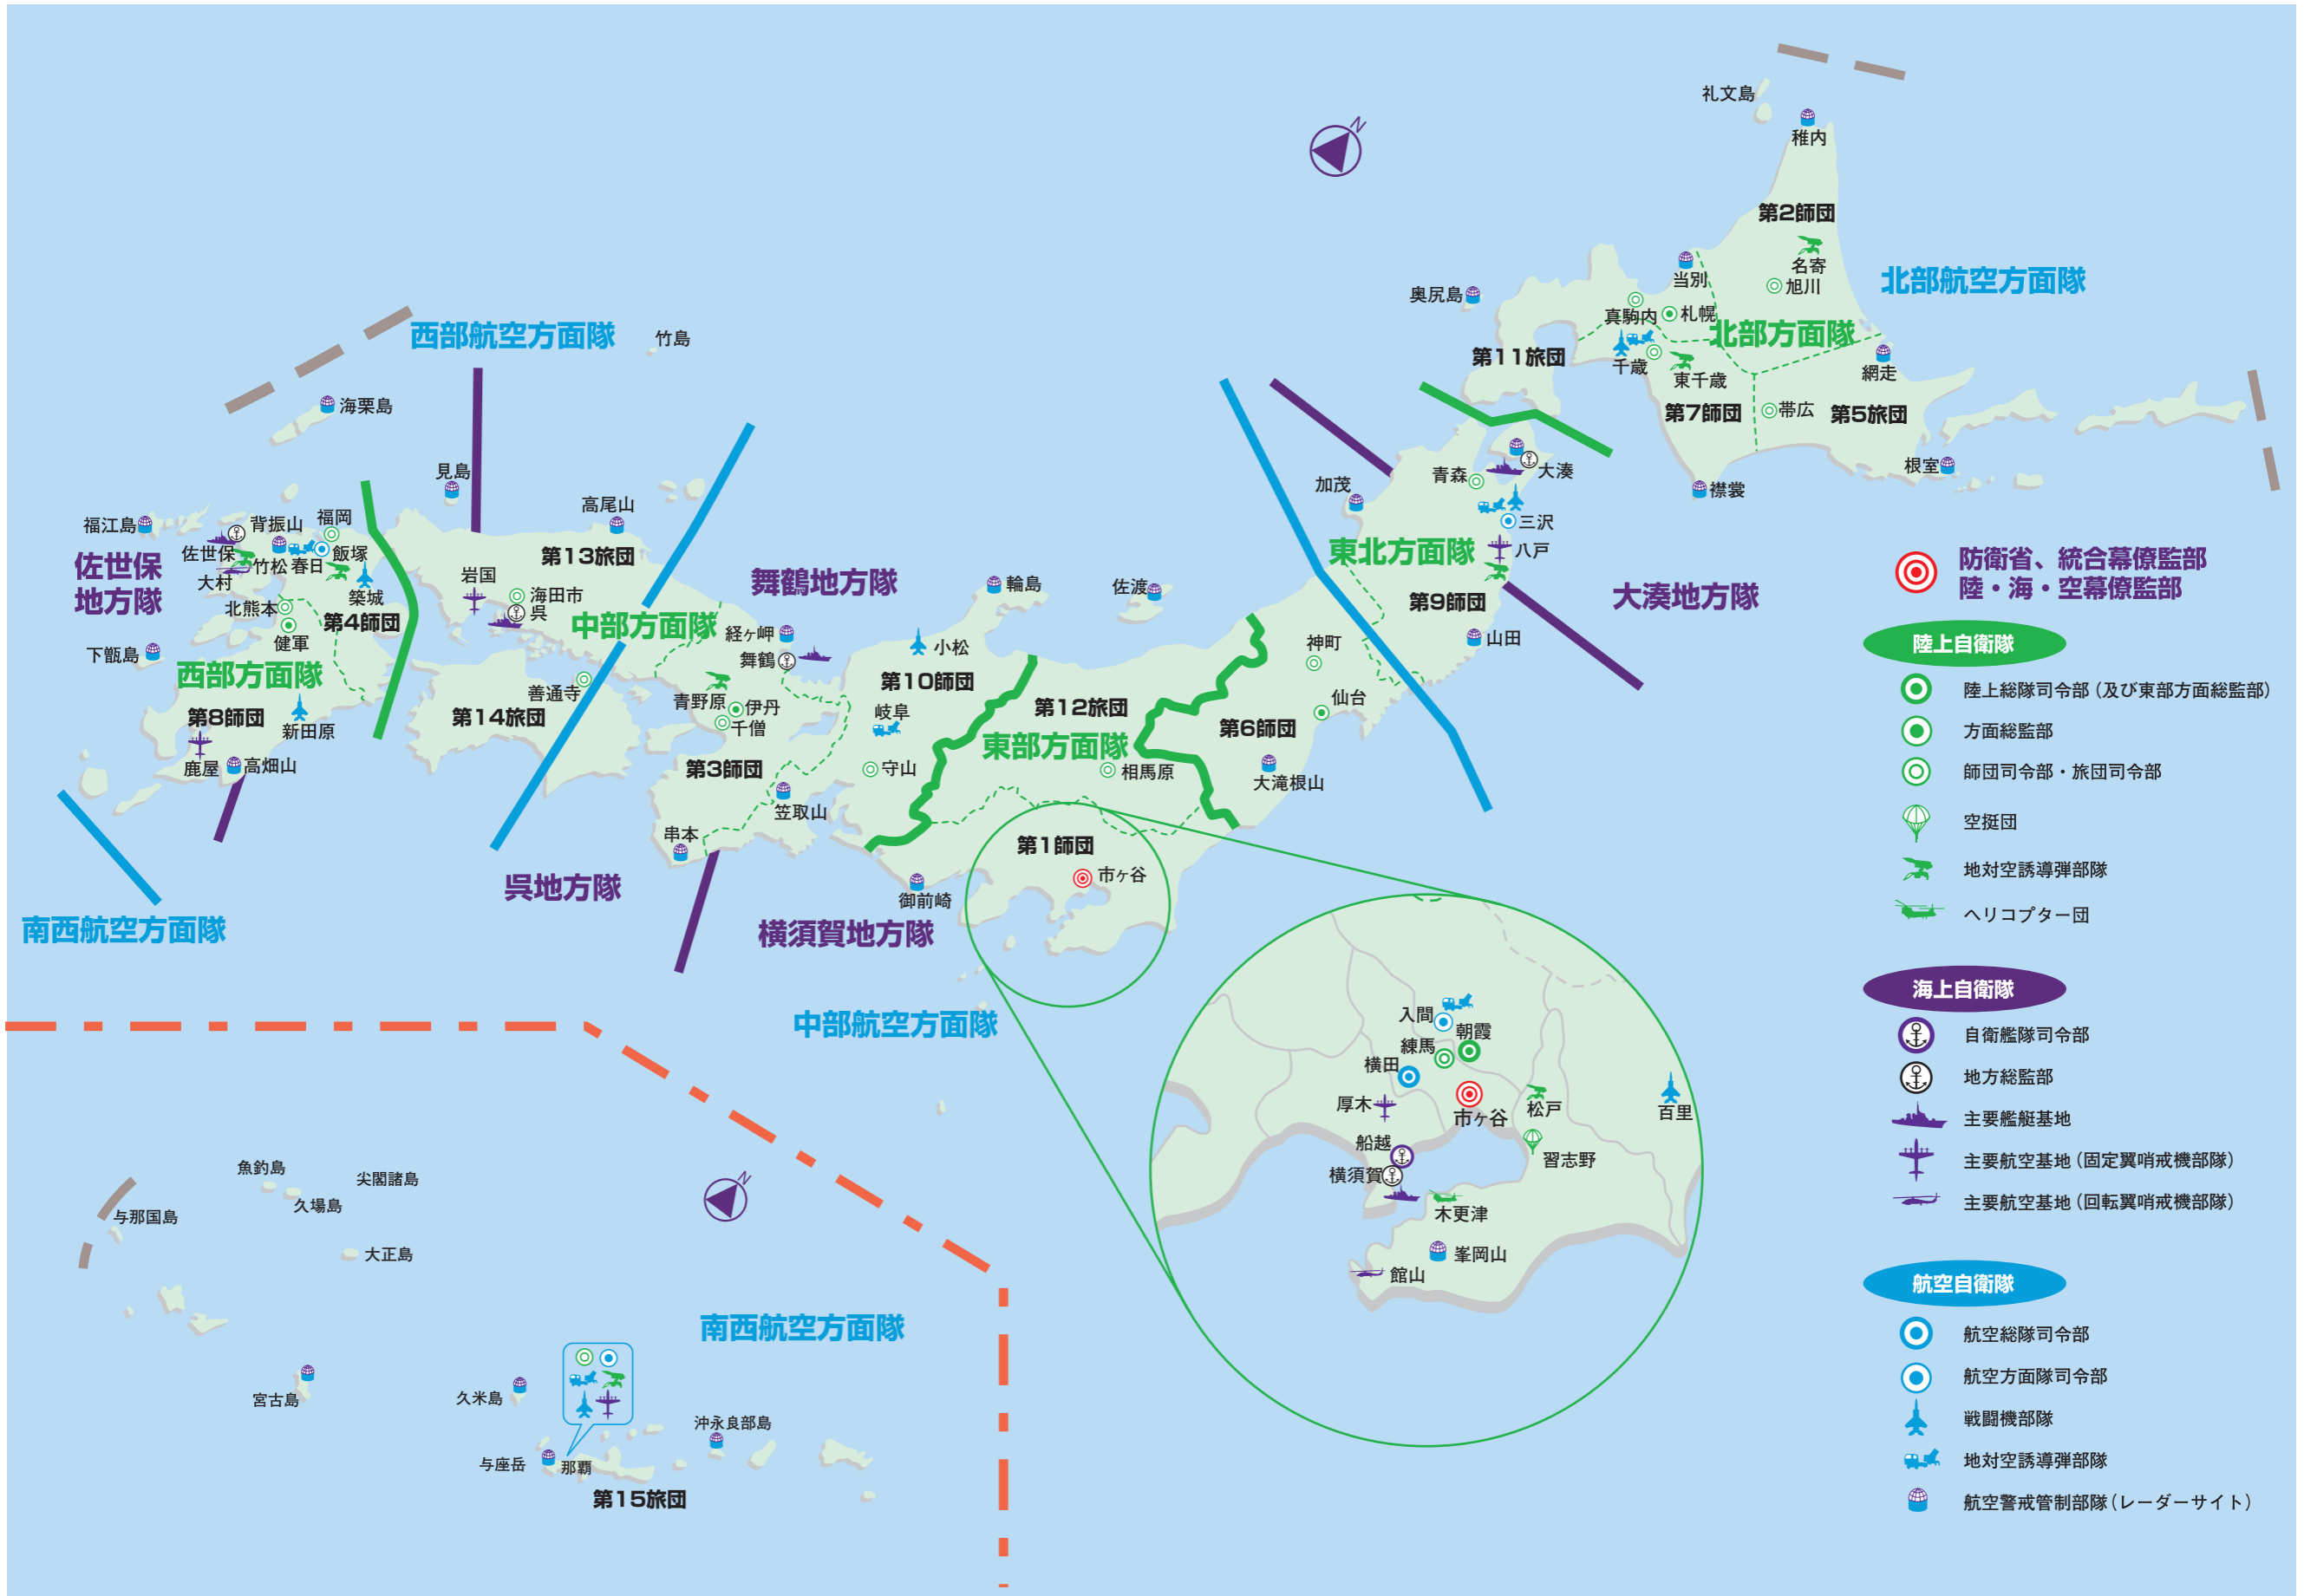 礼文島
稚内
第2師団
名寄
旭川
当別
北部航空方面隊
奥尻島
真駒内
札幌
北部方面隊
第11旅団
千歳
東千歳
網走
第7師団
帯広
第5旅団
根室
襟裳
西部航空方面隊
竹島
海栗島
見島
高尾山
福江島
背振山
福岡
佐世保
竹松
春日
飯塚
大村
築城
佐世保
地方隊
北熊本
健軍
第4師団
下甑島
西部方面隊
第8師団
新田原
鹿屋
高畑山
南西航空方面隊
第13旅団
岩国
海田市
呉
中部方面隊
善通寺
第14旅団
舞鶴地方隊
経ヶ岬
舞鶴
青野原
伊丹
千僧
第3師団
笠取山
串本
呉地方隊
輪島
佐渡
小松
第10師団
岐阜
守山
第12旅団
東部方面隊
相馬原
御前崎
横須賀地方隊
中部航空方面隊
第1師団
市ヶ谷
加茂
青森
大湊
三沢
八戸
東北方面隊
第9師団
山田
大湊地方隊
神町
仙台
第6師団
大滝根山
入間
朝霞
練馬
横田
市ヶ谷
松戸
百里
厚木
船越
習志野
横須賀
木更津
峯岡山
館山
魚釣島
尖閣諸島
久場島
与那国島
大正島
南西航空方面隊
宮古島
久米島
沖永良部島
与座岳
那覇
第15旅団
防衛省、統合幕僚監部
陸・海・空幕僚監部
陸上自衛隊
陸上総隊司令部（及び東部方面総監部）
方面総監部
師団司令部・旅団司令部
空挺団
地対空誘導弾部隊
ヘリコプター団
海上自衛隊
自衛艦隊司令部
地方総監部
主要艦艇基地
主要航空基地（固定翼哨戒機部隊）
主要航空基地（回転翼哨戒機部隊）
航空自衛隊
航空総隊司令部
航空方面隊司令部
戦闘機部隊
地対空誘導弾部隊
航空警戒管制部隊（レーダーサイト）
N
N